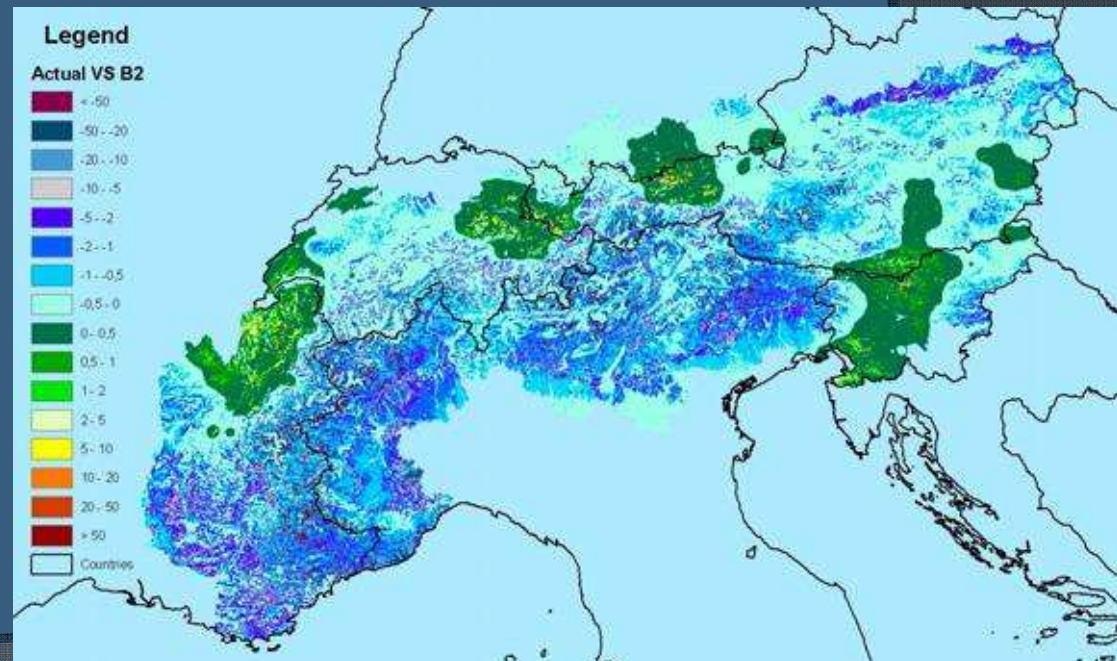 Legend
Actual VS B2
< -50
-50 - -20
-20 - -10
-10 - -5
-5 - -2
-2 - -1
-1 - -0,5
-0,5 - 0
0 - 0,5
0,5 - 1
1 - 2
2 - 5
5 - 10
10 - 20
20 - 50
> 50
Countries